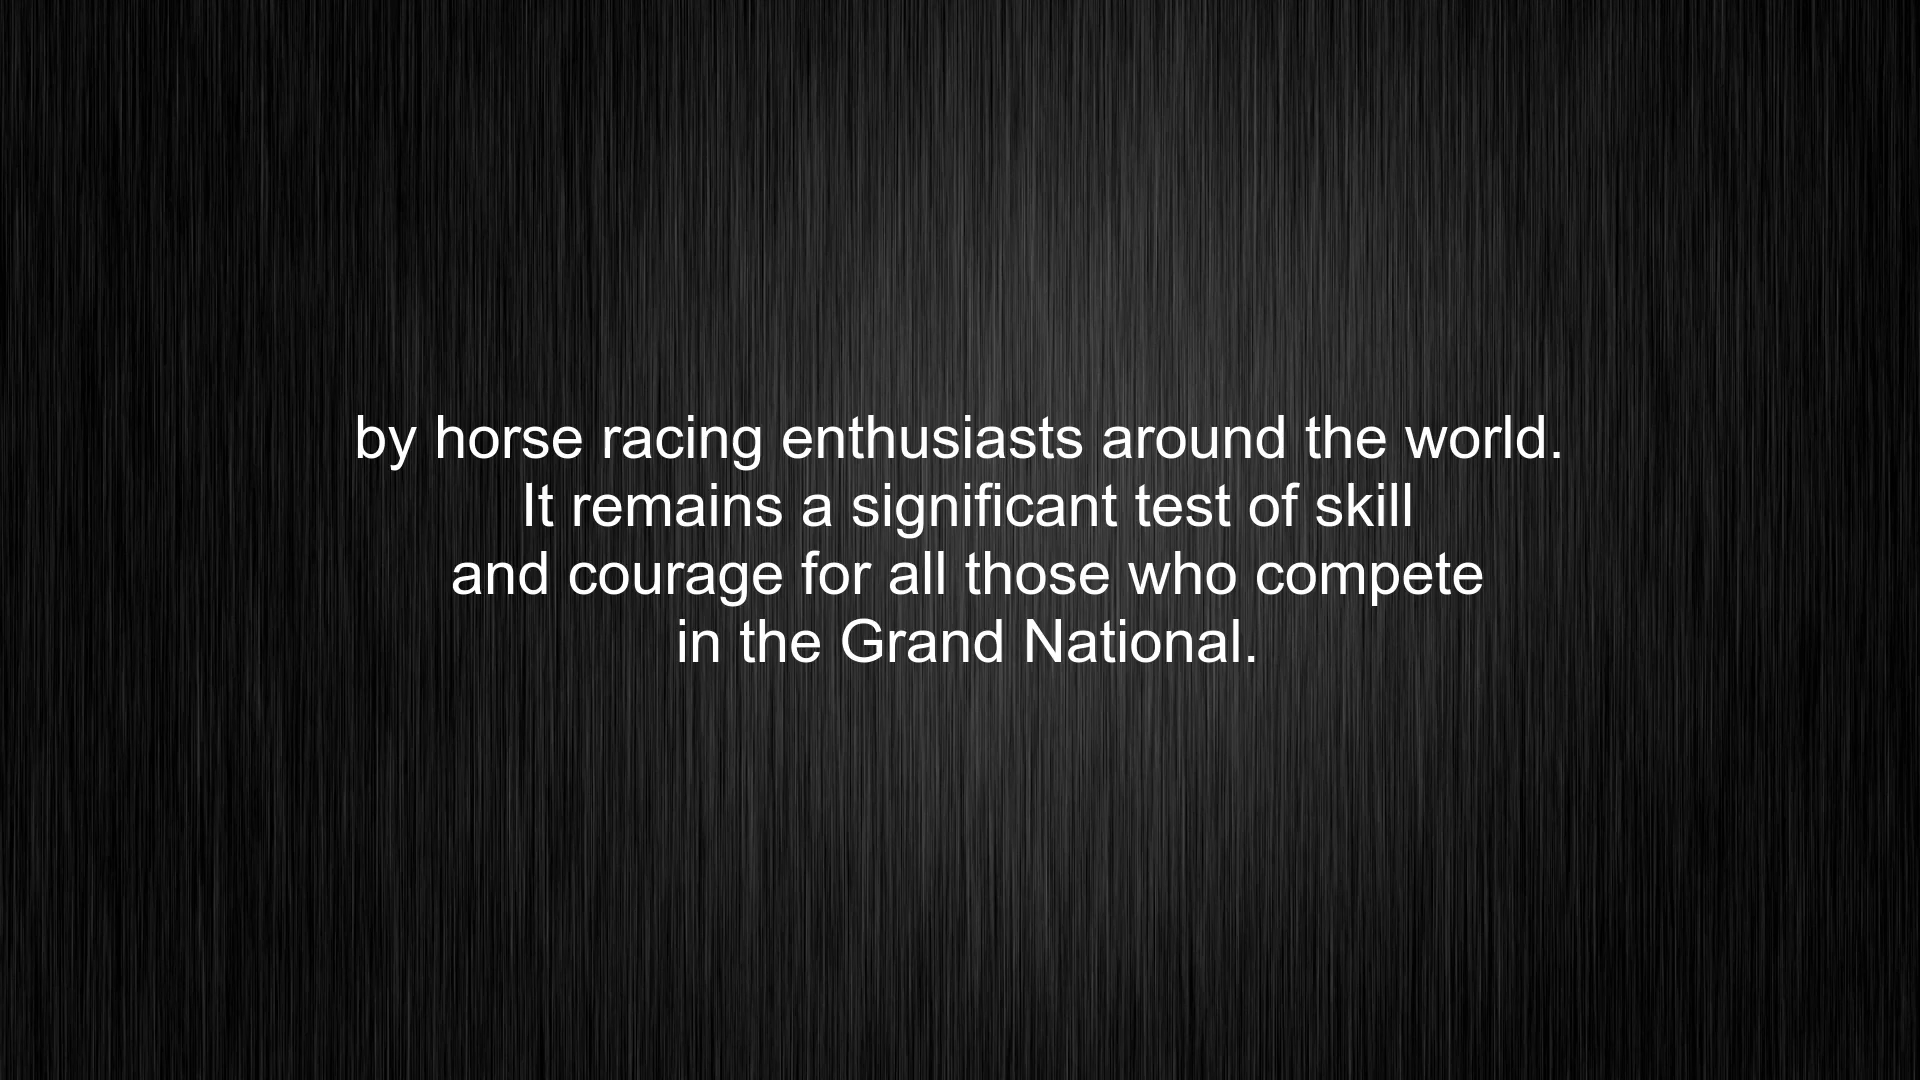 by horse racing enthusiasts around the world.
It remains a significant test of skill
and courage for all those who compete
in the Grand National.